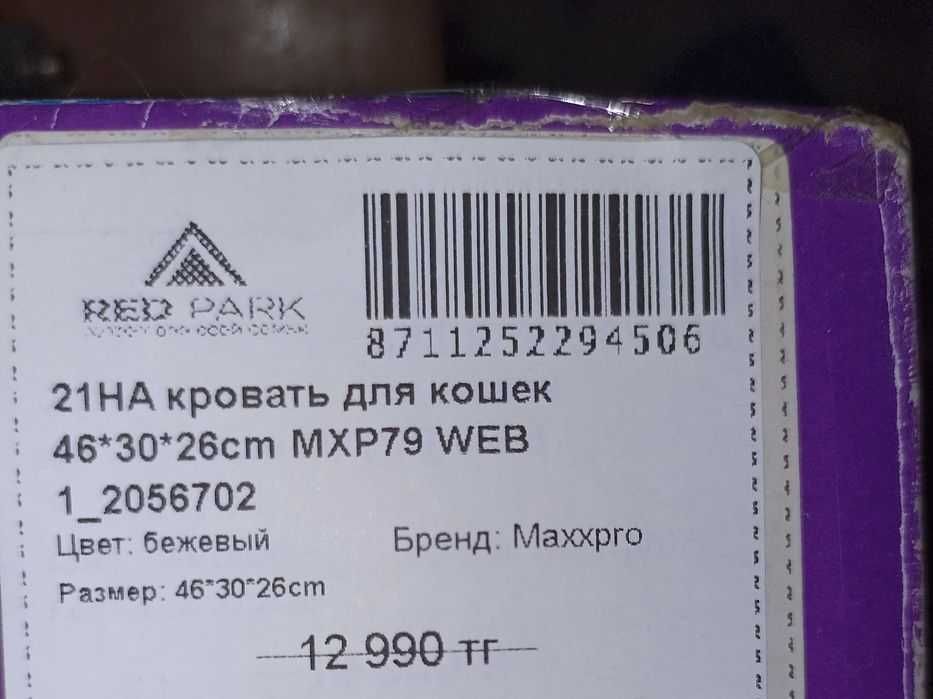 RED PARK
8711252294506
21HA кровать для кошек
46*30*26cm MXP79 WEB
1_2056702
Цвет: бежевый Бренд: Maxxpro
Размер: 46*30*26cm
12 990 тг